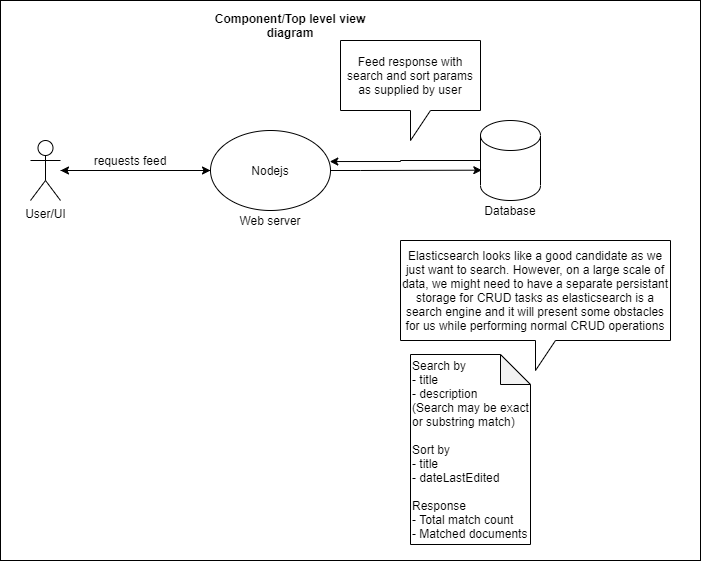 Component/Top level view
diagram
Feed response with
search and sort params
as supplied by user
requests feed
Nodejs
User/UI
Web server
Database
Elasticsearch looks like a good candidate as we
just want to search. However, on a large scale of
data, we might need to have a separate persistant
storage for CRUD tasks as elasticsearch is a
search engine and it will present some obstacles
for us while performing normal CRUD operations
Search by
- title
- description
(Search may be exact
or substring match)
Sort by
- title
- dateLastEdited
Response
- Total match count
- Matched documents